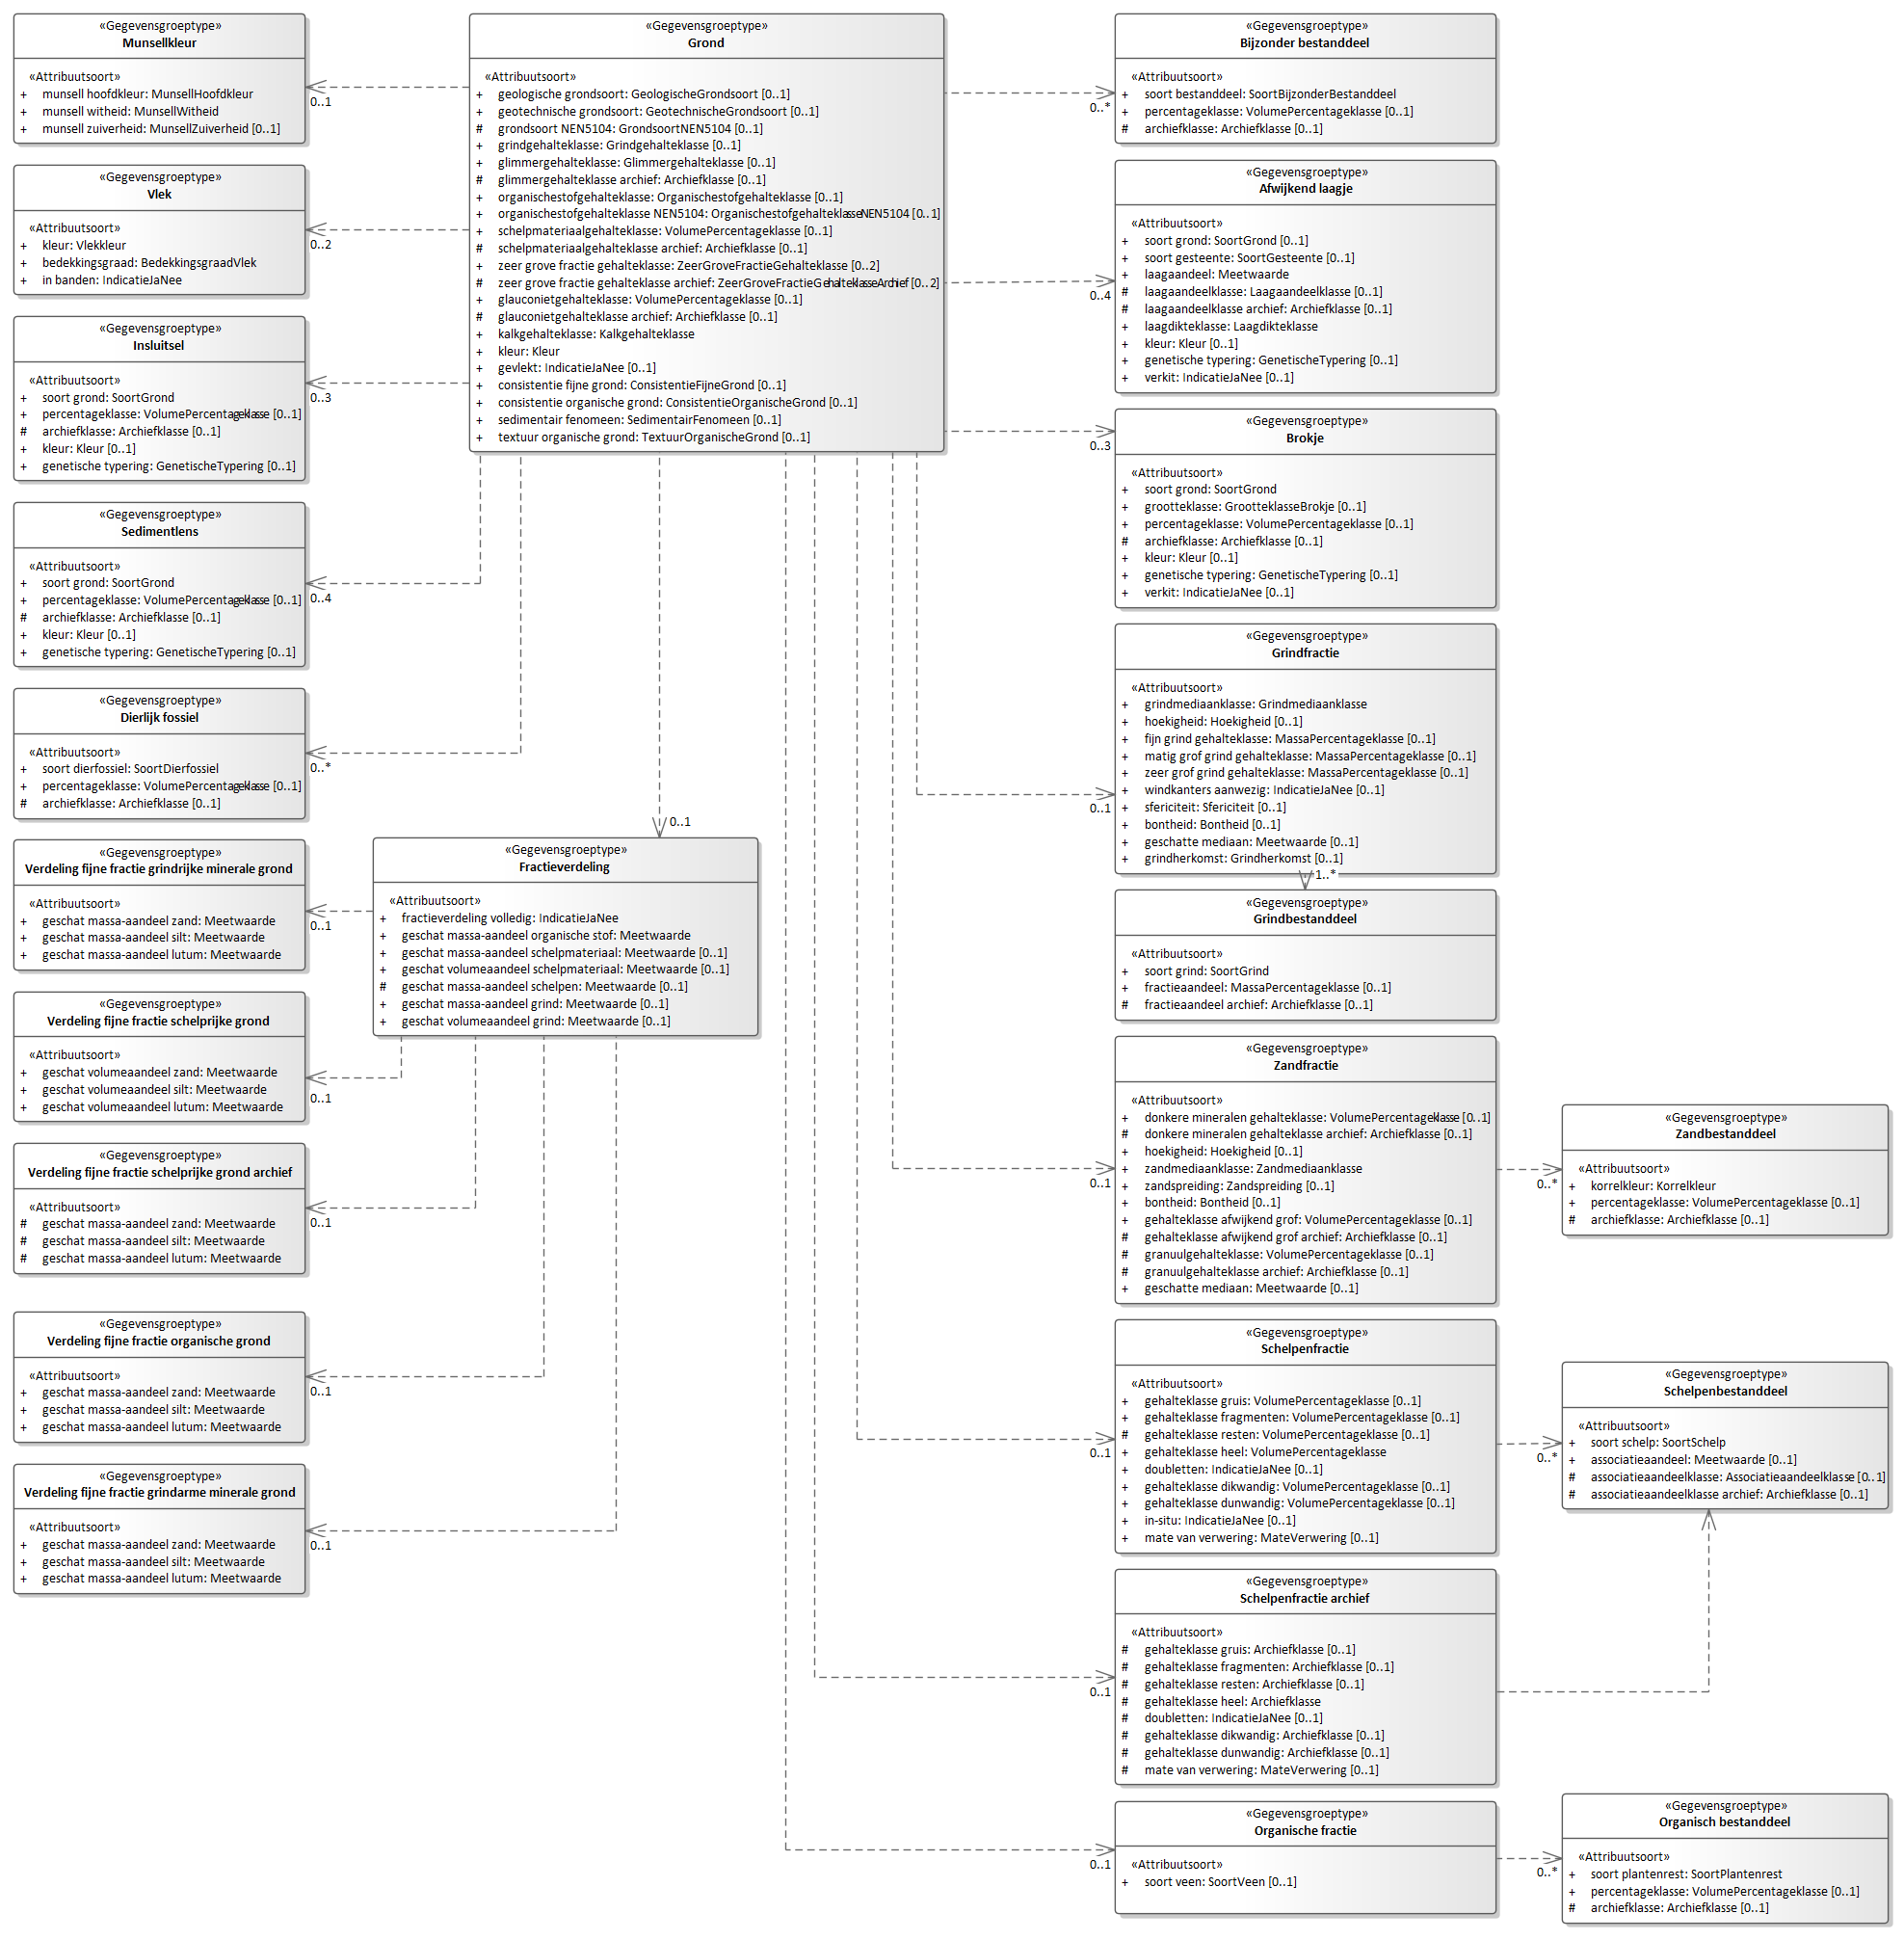 «Gegevensgroeptype»
Munsellkleur
«Attribuutsoort»
+ munsell hoofdkleur: MunsellHoofdkleur
+ munsell witheid: MunsellWitheid
+ munsell zuiverheid: MunsellZuiverheid [0..1]
0..1
«Gegevensgroeptype»
Vlek
«Attribuutsoort»
+ kleur: Vlekkleur
+ bedekkingsgraad: BedekkingsgraadVlek
+ in banden: IndicatieJaNee
0..2
«Gegevensgroeptype»
Insluitsel
«Attribuutsoort»
+ soort grond: SoortGrond
+ percentageklasse: VolumePercentageklasse [0..1]
# archiefklasse: Archiefklasse [0..1]
+ kleur: Kleur [0..1]
+ genetische typering: GenetischeTypering [0..1]
0..3
«Gegevensgroeptype»
Sedimentlens
«Attribuutsoort»
+ soort grond: SoortGrond
+ percentageklasse: VolumePercentageklasse [0..1]
# archiefklasse: Archiefklasse [0..1]
+ kleur: Kleur [0..1]
+ genetische typering: GenetischeTypering [0..1]
0..4
«Gegevensgroeptype»
Dierlijk fossiel
«Attribuutsoort»
+ soort dierfossiel: SoortDierfossiel
+ percentageklasse: VolumePercentageklasse [0..1]
# archiefklasse: Archiefklasse [0..1]
0..*
«Gegevensgroeptype»
Verdeling fijne fractie grindrijke minerale grond
«Attribuutsoort»
+ geschat massa-aandeel zand: Meetwaarde
+ geschat massa-aandeel silt: Meetwaarde
+ geschat massa-aandeel lutum: Meetwaarde
0..1
«Gegevensgroeptype»
Verdeling fijne fractie schelprijke grond
«Attribuutsoort»
+ geschat volumeaandeel zand: Meetwaarde
+ geschat volumeaandeel silt: Meetwaarde
+ geschat volumeaandeel lutum: Meetwaarde
0..1
«Gegevensgroeptype»
Verdeling fijne fractie schelprijke grond archief
«Attribuutsoort»
# geschat massa-aandeel zand: Meetwaarde
# geschat massa-aandeel silt: Meetwaarde
# geschat massa-aandeel lutum: Meetwaarde
0..1
«Gegevensgroeptype»
Verdeling fijne fractie organische grond
«Attribuutsoort»
+ geschat massa-aandeel zand: Meetwaarde
+ geschat massa-aandeel silt: Meetwaarde
+ geschat massa-aandeel lutum: Meetwaarde
0..1
«Gegevensgroeptype»
Verdeling fijne fractie grindarme minerale grond
«Attribuutsoort»
+ geschat massa-aandeel zand: Meetwaarde
+ geschat massa-aandeel silt: Meetwaarde
+ geschat massa-aandeel lutum: Meetwaarde
0..1
«Gegevensgroeptype»
Grond
«Attribuutsoort»
+ geologische grondsoort: GeologischeGrondsoort [0..1]
+ geotechnische grondsoort: GeotechnischeGrondsoort [0..1]
# grondsoort NEN5104: GrondsoortNEN5104 [0..1]
+ grindgehalteklasse: Grindgehalteklasse [0..1]
+ glimmergehalteklasse: Glimmergehalteklasse [0..1]
# glimmergehalteklasse archief: Archiefklasse [0..1]
+ organischestofgehalteklasse: Organischestofgehalteklasse [0..1]
+ organischestofgehalteklasse NEN5104: OrganischestofgehalteklasseNEN5104 [0..1]
+ schelpmateriaalgehalteklasse: VolumePercentageklasse [0..1]
# schelpmateriaalgehalteklasse archief: Archiefklasse [0..1]
+ zeer grove fractie gehalteklasse: ZeerGroveFractieGehalteklasse [0..2]
# zeer grove fractie gehalteklasse archief: ZeerGroveFractieGehalteklasseArchief [0..2]
+ glauconietgehalteklasse: VolumePercentageklasse [0..1]
# glauconietgehalteklasse archief: Archiefklasse [0..1]
+ kalkgehalteklasse: Kalkgehalteklasse
+ kleur: Kleur
+ gevlekt: IndicatieJaNee [0..1]
+ consistentie fijne grond: ConsistentieFijneGrond [0..1]
+ consistentie organische grond: ConsistentieOrganischeGrond [0..1]
+ sedimentair fenomeen: SedimentairFenomeen [0..1]
+ textuur organische grond: TextuurOrganischeGrond [0..1]
0..1
«Gegevensgroeptype»
Fractieverdeling
«Attribuutsoort»
+ fractieverdeling volledig: IndicatieJaNee
+ geschat massa-aandeel organische stof: Meetwaarde
+ geschat massa-aandeel schelpmateriaal: Meetwaarde [0..1]
+ geschat volumeaandeel schelpmateriaal: Meetwaarde [0..1]
# geschat massa-aandeel schelpen: Meetwaarde [0..1]
+ geschat massa-aandeel grind: Meetwaarde [0..1]
+ geschat volumeaandeel grind: Meetwaarde [0..1]
«Gegevensgroeptype»
Bijzonder bestanddeel
«Attribuutsoort»
+ soort bestanddeel: SoortBijzonderBestanddeel
+ percentageklasse: VolumePercentageklasse [0..1]
# archiefklasse: Archiefklasse [0..1]
0..*
«Gegevensgroeptype»
Afwijkend laagje
«Attribuutsoort»
+ soort grond: SoortGrond [0..1]
+ soort gesteente: SoortGesteente [0..1]
+ laagaandeel: Meetwaarde
# laagaandeelklasse: Laagaandeelklasse [0..1]
# laagaandeelklasse archief: Archiefklasse [0..1]
+ laagdikteklasse: Laagdikteklasse
+ kleur: Kleur [0..1]
+ genetische typering: GenetischeTypering [0..1]
+ verkit: IndicatieJaNee [0..1]
0..4
«Gegevensgroeptype»
Brokje
«Attribuutsoort»
+ soort grond: SoortGrond
+ grootteklasse: GrootteklasseBrokje [0..1]
+ percentageklasse: VolumePercentageklasse [0..1]
# archiefklasse: Archiefklasse [0..1]
+ kleur: Kleur [0..1]
+ genetische typering: GenetischeTypering [0..1]
+ verkit: IndicatieJaNee [0..1]
0..3
«Gegevensgroeptype»
Grindfractie
«Attribuutsoort»
+ grindmediaanklasse: Grindmediaanklasse
+ hoekigheid: Hoekigheid [0..1]
+ fijn grind gehalteklasse: MassaPercentageklasse [0..1]
+ matig grof grind gehalteklasse: MassaPercentageklasse [0..1]
+ zeer grof grind gehalteklasse: MassaPercentageklasse [0..1]
+ windkanters aanwezig: IndicatieJaNee [0..1]
+ sfericiteit: Sfericiteit [0..1]
+ bontheid: Bontheid [0..1]
+ geschatte mediaan: Meetwaarde [0..1]
+ grindherkomst: Grindherkomst [0..1]
0..1
1..*
«Gegevensgroeptype»
Grindbestanddeel
«Attribuutsoort»
+ soort grind: SoortGrind
+ fractieaandeel: MassaPercentageklasse [0..1]
# fractieaandeel archief: Archiefklasse [0..1]
«Gegevensgroeptype»
Zandfractie
«Attribuutsoort»
+ donkere mineralen gehalteklasse: VolumePercentageklasse [0..1]
# donkere mineralen gehalteklasse archief: Archiefklasse [0..1]
+ hoekigheid: Hoekigheid [0..1]
+ zandmediaanklasse: Zandmediaanklasse
+ zandspreiding: Zandspreiding [0..1]
+ bontheid: Bontheid [0..1]
+ gehalteklasse afwijkend grof: VolumePercentageklasse [0..1]
# gehalteklasse afwijkend grof archief: Archiefklasse [0..1]
# granuulgehalteklasse: VolumePercentageklasse [0..1]
# granuulgehalteklasse archief: Archiefklasse [0..1]
+ geschatte mediaan: Meetwaarde [0..1]
0..1
«Gegevensgroeptype»
Zandbestanddeel
«Attribuutsoort»
+ korrelkleur: Korrelkleur
+ percentageklasse: VolumePercentageklasse [0..1]
# archiefklasse: Archiefklasse [0..1]
0..*
«Gegevensgroeptype»
Schelpenfractie
«Attribuutsoort»
+ gehalteklasse gruis: VolumePercentageklasse [0..1]
+ gehalteklasse fragmenten: VolumePercentageklasse [0..1]
# gehalteklasse resten: VolumePercentageklasse [0..1]
+ gehalteklasse heel: VolumePercentageklasse
+ doubletten: IndicatieJaNee [0..1]
+ gehalteklasse dikwandig: VolumePercentageklasse [0..1]
+ gehalteklasse dunwandig: VolumePercentageklasse [0..1]
+ in-situ: IndicatieJaNee [0..1]
+ mate van verwering: MateVerwering [0..1]
0..1
«Gegevensgroeptype»
Schelpenbestanddeel
«Attribuutsoort»
+ soort schelp: SoortSchelp
+ associatieaandeel: Meetwaarde [0..1]
# associatieaandeelklasse: Associatieaandeelklasse [0..1]
# associatieaandeelklasse archief: Archiefklasse [0..1]
0..*
«Gegevensgroeptype»
Schelpenfractie archief
«Attribuutsoort»
# gehalteklasse gruis: Archiefklasse [0..1]
# gehalteklasse fragmenten: Archiefklasse [0..1]
# gehalteklasse resten: Archiefklasse [0..1]
# gehalteklasse heel: Archiefklasse
# doubletten: IndicatieJaNee [0..1]
# gehalteklasse dikwandig: Archiefklasse [0..1]
# gehalteklasse dunwandig: Archiefklasse [0..1]
# mate van verwering: MateVerwering [0..1]
0..1
«Gegevensgroeptype»
Organische fractie
«Attribuutsoort»
+ soort veen: SoortVeen [0..1]
0..1
«Gegevensgroeptype»
Organisch bestanddeel
«Attribuutsoort»
+ soort plantenrest: SoortPlantenrest
+ percentageklasse: VolumePercentageklasse [0..1]
# archiefklasse: Archiefklasse [0..1]
0..*